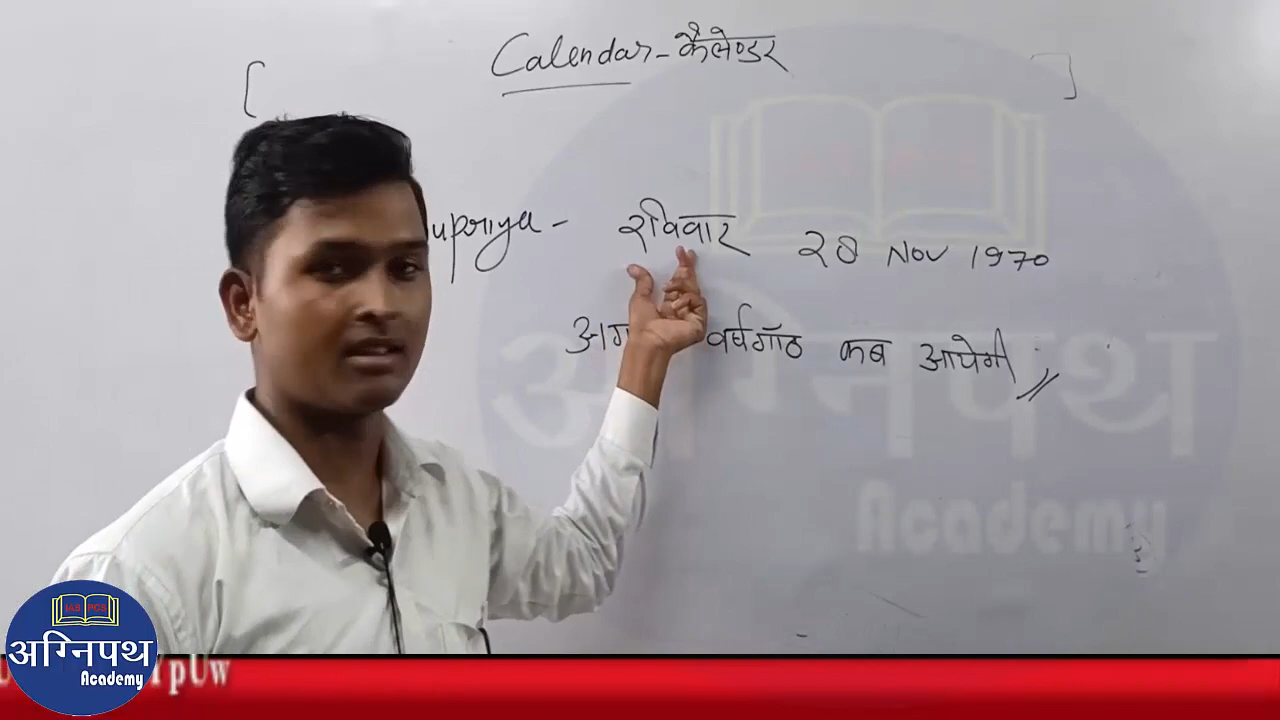 Calendar - कैलेण्डर
upriya - रविवार 28 Nov 1970
वर्षगाँठ कब आयेगी
अग्निपथ
Academy
IAS PCS
अग्निपथ
Academy
YpUw